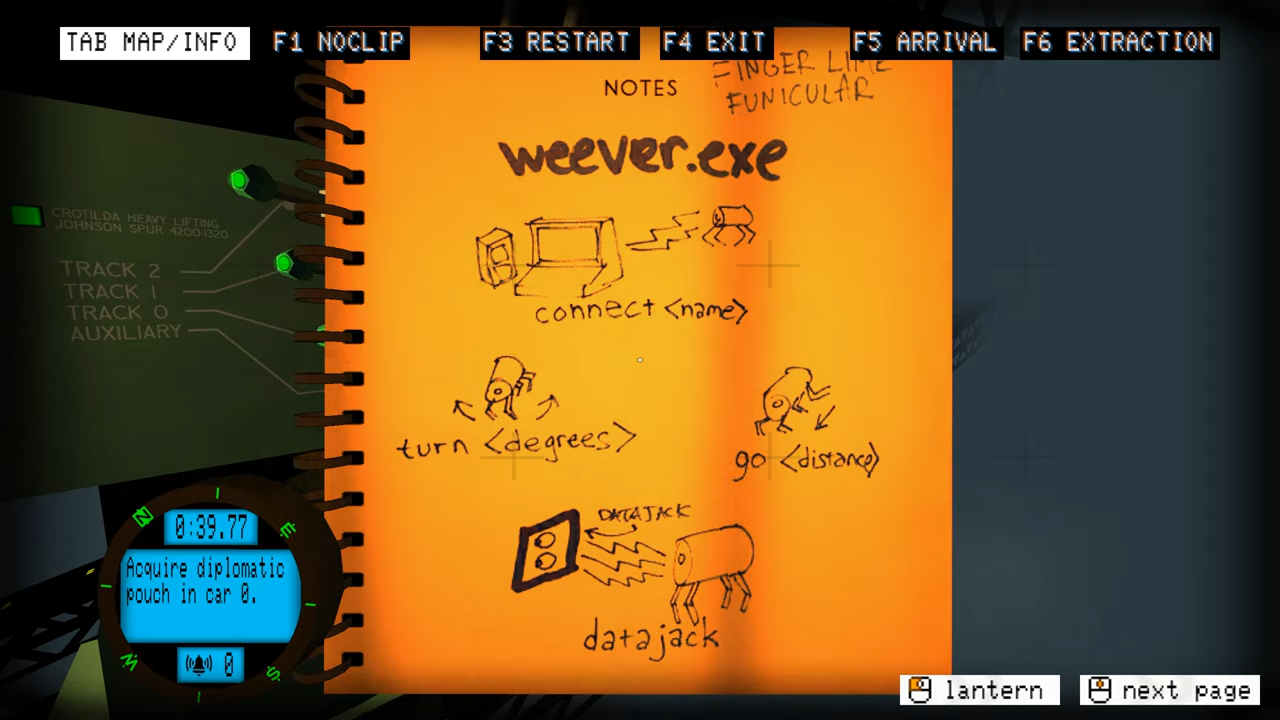 TAB MAP/INFO F1 NOCLIP F3 RESTART F4 EXIT F5 ARRIVAL F6 EXTRACTION
FINGER LIME
FUNICULAR
NOTES
weever.exe
connect <name>
turn <degrees>
go <distance>
DATAJACK
datajack
CROTILDA HEAVY LIFTING
JOHNSON SPUR 4200-1320
TRACK 2
TRACK 1
TRACK 0
AUXILIARY
N
E
W
S
0:39.77
Acquire diplomatic
pouch in car 0.
0
lantern
next page